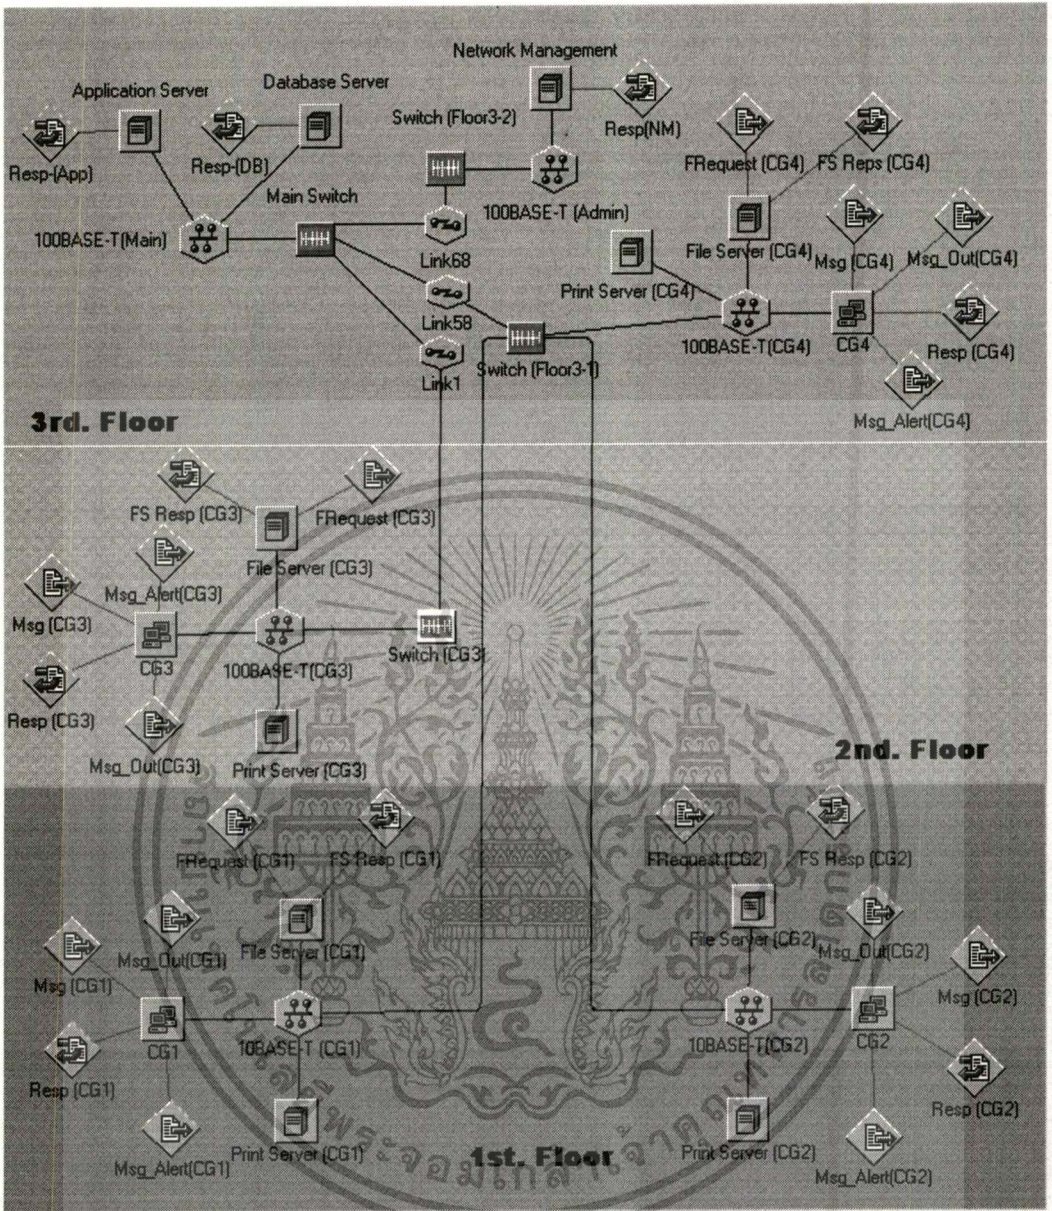 Network Management
Application Server
Database Server
Switch (Floor3-2)
Resp(NM)
FRequest (CG4)
FS Reps (CG4)
Resp-(App)
Resp-(DB)
Main Switch
100BASE-T (Admin)
100BASE-T(Main)
Link68
File Server (CG4)
Msg (CG4)
Msg_Out(CG4)
Print Server (CG4)
Link58
100BASE-T(CG4)
CG4
Resp (CG4)
Link1
Switch (Floor3-1)
Msg_Alert(CG4)
3rd. Floor
FS Resp (CG3)
FRequest (CG3)
File Server (CG3)
Msg_Alert(CG3)
Msg (CG3)
CG3
100BASE-T(CG3)
Switch (CG3)
Resp (CG3)
Msg_Out(CG3)
Print Server (CG3)
2nd. Floor
FRequest (CG1)
FS Resp (CG1)
FRequest (CG2)
FS Resp (CG2)
Msg_Out(CG1)
File Server (CG1)
File Server (CG2)
Msg_Out(CG2)
Msg (CG1)
Msg (CG2)
CG1
10BASE-T (CG1)
10BASE-T(CG2)
CG2
Resp (CG1)
Resp (CG2)
Msg_Alert(CG1)
Print Server (CG1)
Print Server (CG2)
Msg_Alert(CG2)
1st. Floor